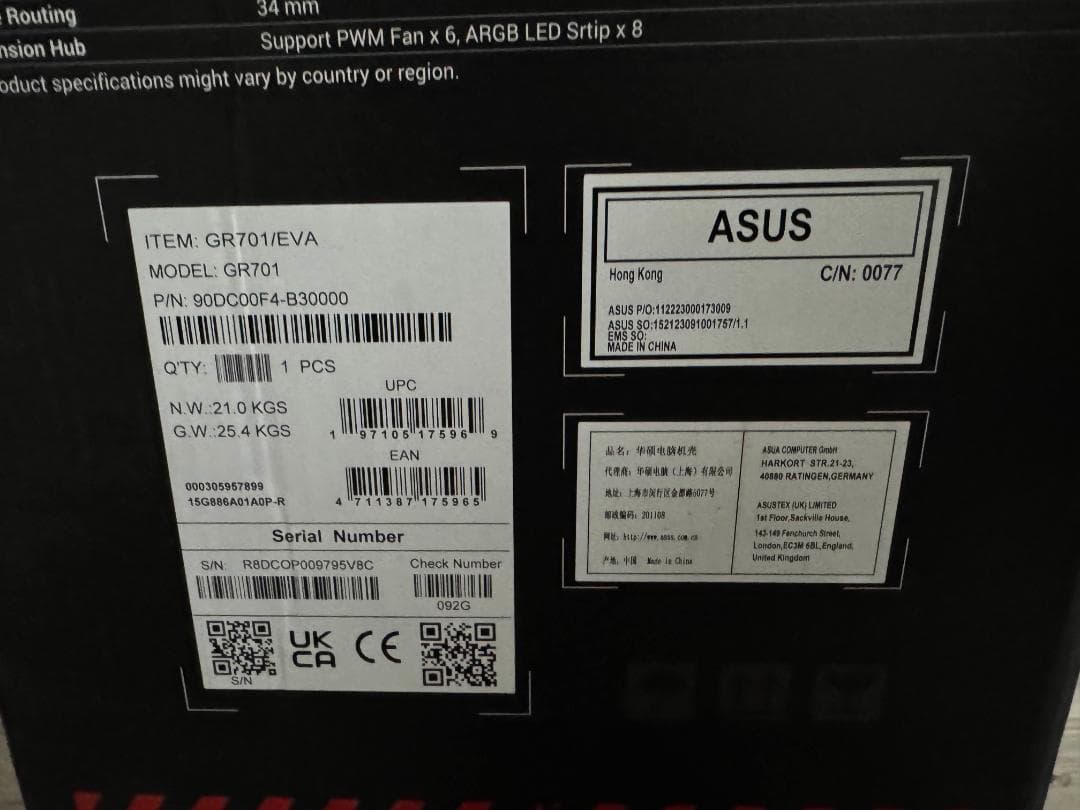 Routing
34 mm
nsion Hub
Support PWM Fan x 6, ARGB LED Srtip x 8
oduct specifications might vary by country or region.
ITEM: GR701/EVA
MODEL: GR701
P/N: 90DC00F4-B30000
Q'TY: 1 PCS
UPC
N.W.:21.0 KGS
G.W.:25.4 KGS
1 97105 17596 9
EAN
000305957899
15G886A01A0P-R
4 711387 175965
Serial Number
S/N: R8DCOP009795V8C
Check Number
092G
S/N
UK
CA
CE
ASUS
Hong Kong
C/N: 0077
ASUS P/O:112223000173009
ASUS SO:152123091001757/1.1
EMS SO:
MADE IN CHINA
品名: 华硕电脑机壳
代理商: 华硕电脑（上海）有限公司
地址: 上海市闵行区金都路5077号
邮政编码: 201108
网址: http://www.asus.com.cn
产地: 中国 Made in China
ASUA COMPUTER GmbH
HARKORT STR.21-23,
40880 RATINGEN,GERMANY
ASUSTEX (UK) LIMITED
1st Floor,Sackville House,
143-149 Fenchurch Street,
London,EC3M 6BL,England,
United Kingdom